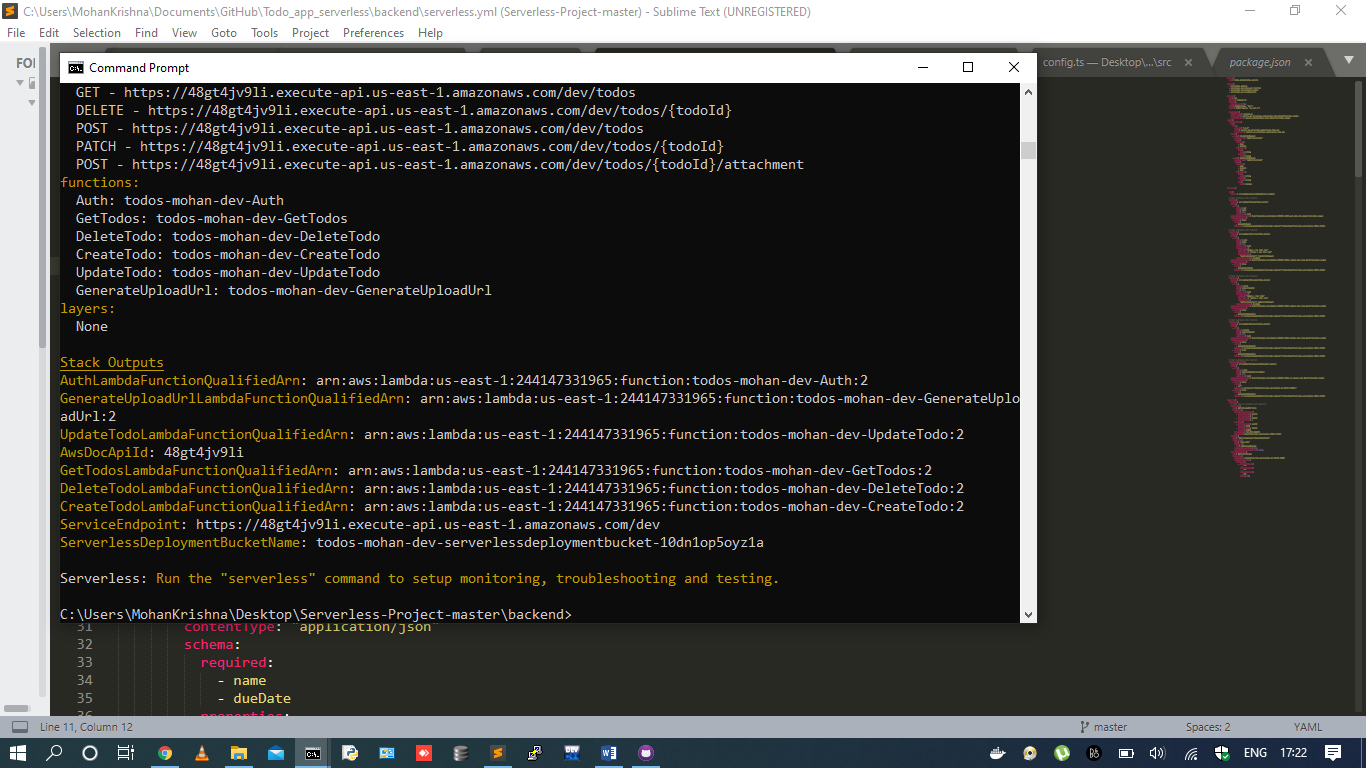 C:\Users\MohanKrishna\Documents\GitHub\Todo_app_serverless\backend\serverless.yml (Serverless-Project-master) - Sublime Text (UNREGISTERED)
File Edit Selection Find View Goto Tools Project Preferences Help
FO
config.ts — Desktop\...\src
package.json
Command Prompt
GET - https://48gt4jv9li.execute-api.us-east-1.amazonaws.com/dev/todos
DELETE - https://48gt4jv9li.execute-api.us-east-1.amazonaws.com/dev/todos/{todoId}
POST - https://48gt4jv9li.execute-api.us-east-1.amazonaws.com/dev/todos
PATCH - https://48gt4jv9li.execute-api.us-east-1.amazonaws.com/dev/todos/{todoId}
POST - https://48gt4jv9li.execute-api.us-east-1.amazonaws.com/dev/todos/{todoId}/attachment
functions:
Auth: todos-mohan-dev-Auth
GetTodos: todos-mohan-dev-GetTodos
DeleteTodo: todos-mohan-dev-DeleteTodo
CreateTodo: todos-mohan-dev-CreateTodo
UpdateTodo: todos-mohan-dev-UpdateTodo
GenerateUploadUrl: todos-mohan-dev-GenerateUploadUrl
layers:
None
Stack Outputs
AuthLambdaFunctionQualifiedArn: arn:aws:lambda:us-east-1:244147331965:function:todos-mohan-dev-Auth:2
GenerateUploadUrlLambdaFunctionQualifiedArn: arn:aws:lambda:us-east-1:244147331965:function:todos-mohan-dev-GenerateUplo
adUrl:2
UpdateTodoLambdaFunctionQualifiedArn: arn:aws:lambda:us-east-1:244147331965:function:todos-mohan-dev-UpdateTodo:2
AwsDocApiId: 48gt4jv9li
GetTodosLambdaFunctionQualifiedArn: arn:aws:lambda:us-east-1:244147331965:function:todos-mohan-dev-GetTodos:2
DeleteTodoLambdaFunctionQualifiedArn: arn:aws:lambda:us-east-1:244147331965:function:todos-mohan-dev-DeleteTodo:2
CreateTodoLambdaFunctionQualifiedArn: arn:aws:lambda:us-east-1:244147331965:function:todos-mohan-dev-CreateTodo:2
ServiceEndpoint: https://48gt4jv9li.execute-api.us-east-1.amazonaws.com/dev
ServerlessDeploymentBucketName: todos-mohan-dev-serverlessdeploymentbucket-10dn1op5oyz1a
Serverless: Run the "serverless" command to setup monitoring, troubleshooting and testing.
C:\Users\MohanKrishna\Desktop\Serverless-Project-master\backend>
31 contentType: "application/json"
32 schema:
33 required:
34 - name
35 - dueDate
36 properties:
Line 11, Column 12 master Spaces: 2 YAML
ENG 17:22